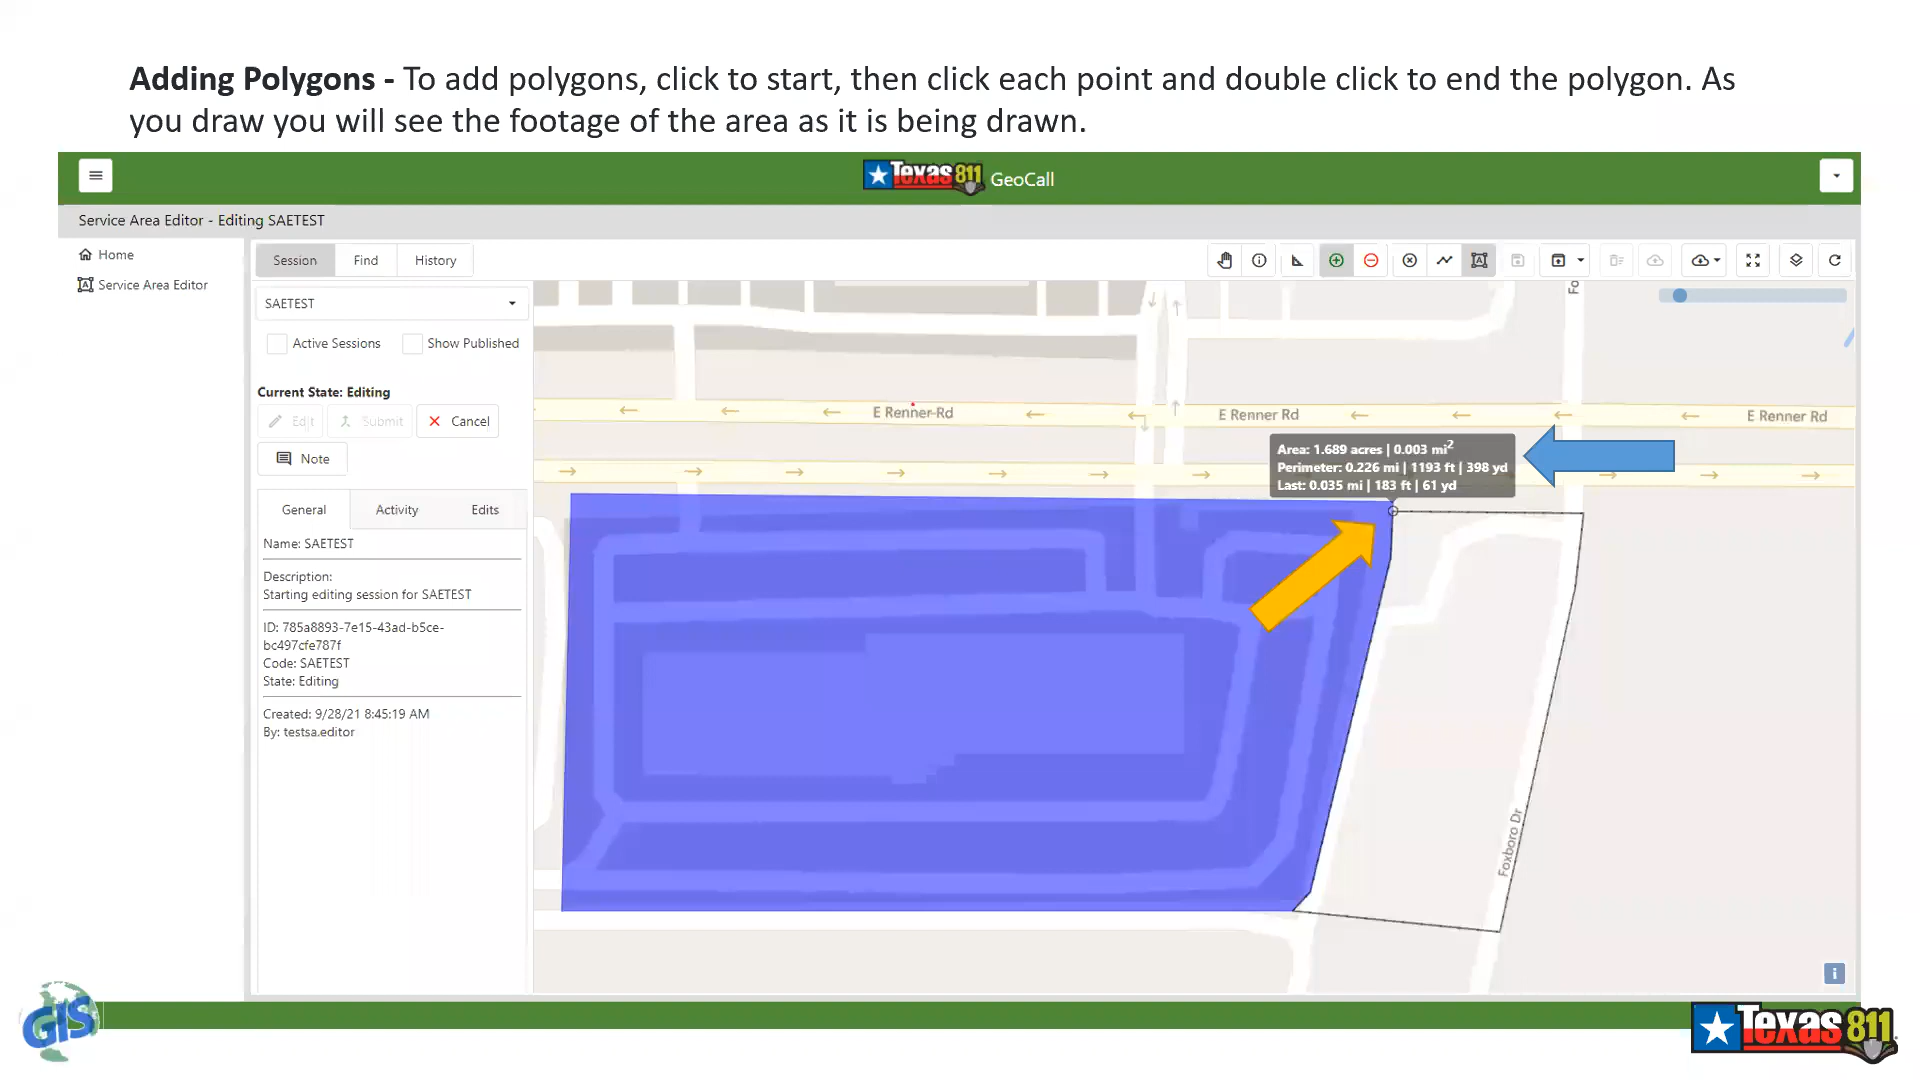 Adding Polygons - To add polygons, click to start, then click each point and double click to end the polygon. As
you draw you will see the footage of the area as it is being drawn.
Texas 811 GeoCall
Service Area Editor - Editing SAETEST
Home
Service Area Editor
Session Find History
SAETEST
Active Sessions Show Published
Current State: Editing
Edit Submit Cancel
Note
General Activity Edits
Name: SAETEST
Description:
Starting editing session for SAETEST
ID: 785a8893-7e15-43ad-b5ce-
bc497cfe787f
Code: SAETEST
State: Editing
Created: 9/28/21 8:45:19 AM
By: testsa.editor
Fo
E Renner Rd
E Renner Rd
E Renner Rd
Area: 1.689 acres | 0.003 mi²
Perimeter: 0.226 mi | 1193 ft | 398 yd
Last: 0.035 mi | 183 ft | 61 yd
Foxboro Dr
i
GIS
Texas 811